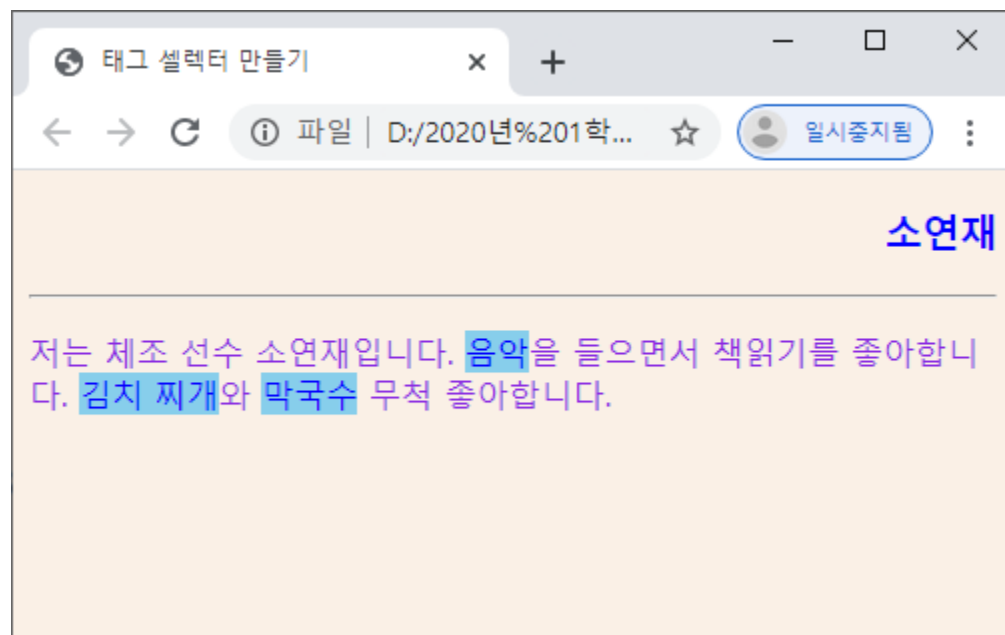 태그 셀렉터 만들기
파일 | D:/2020년%201학... 일시중지됨
소연재
저는 체조 선수 소연재입니다. 음악을 들으면서 책읽기를 좋아합니
다. 김치 찌개와 막국수 무척 좋아합니다.